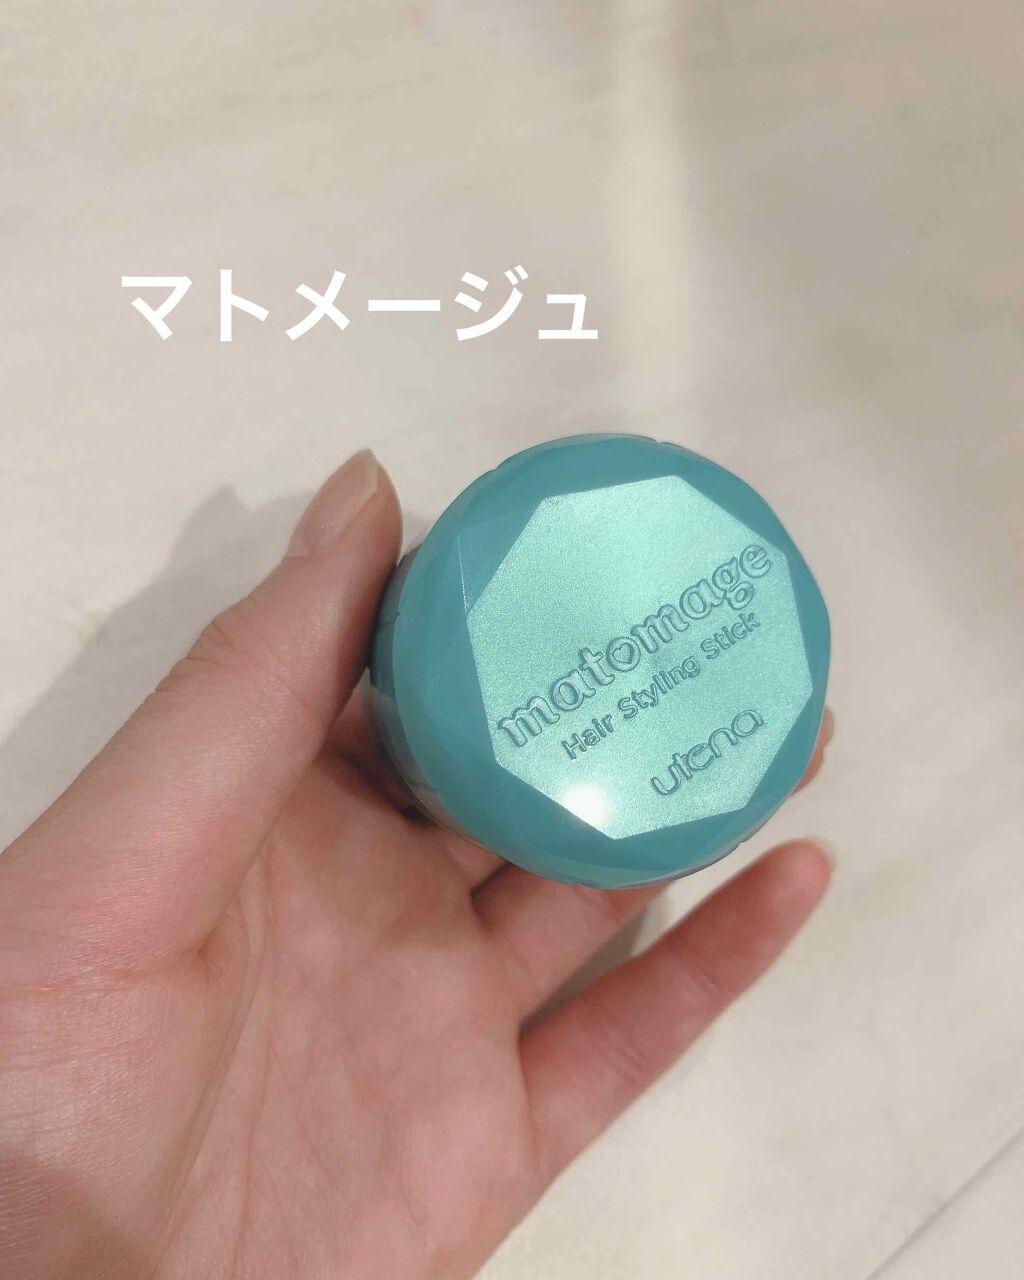 マトメージュ
matomage
Hair Styling Stick
utena